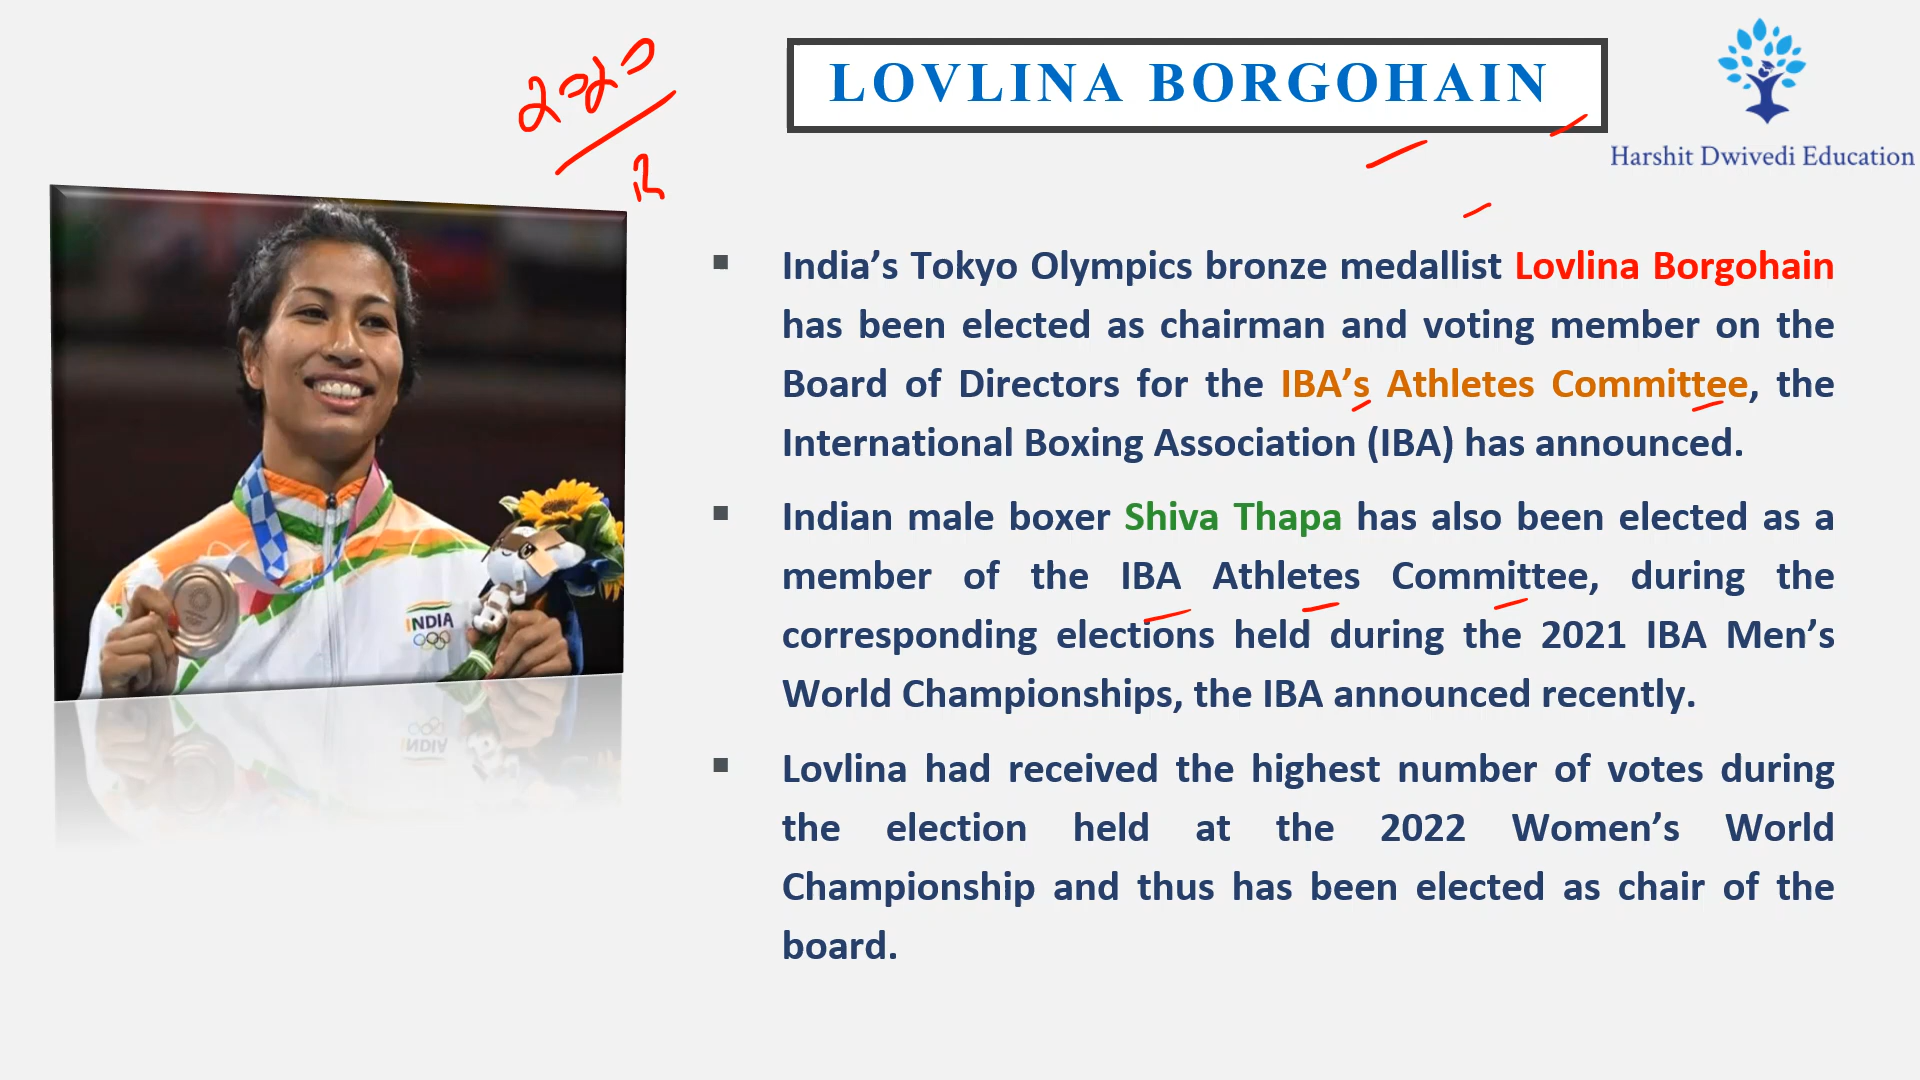 2020
LOVLINA BORGOHAIN
Harshit Dwivedi Education
INDIA
India’s Tokyo Olympics bronze medallist Lovlina Borgohain
has been elected as chairman and voting member on the
Board of Directors for the IBA’s Athletes Committee, the
International Boxing Association (IBA) has announced.
Indian male boxer Shiva Thapa has also been elected as a
member of the IBA Athletes Committee, during the
corresponding elections held during the 2021 IBA Men’s
World Championships, the IBA announced recently.
Lovlina had received the highest number of votes during
the election held at the 2022 Women’s World
Championship and thus has been elected as chair of the
board.